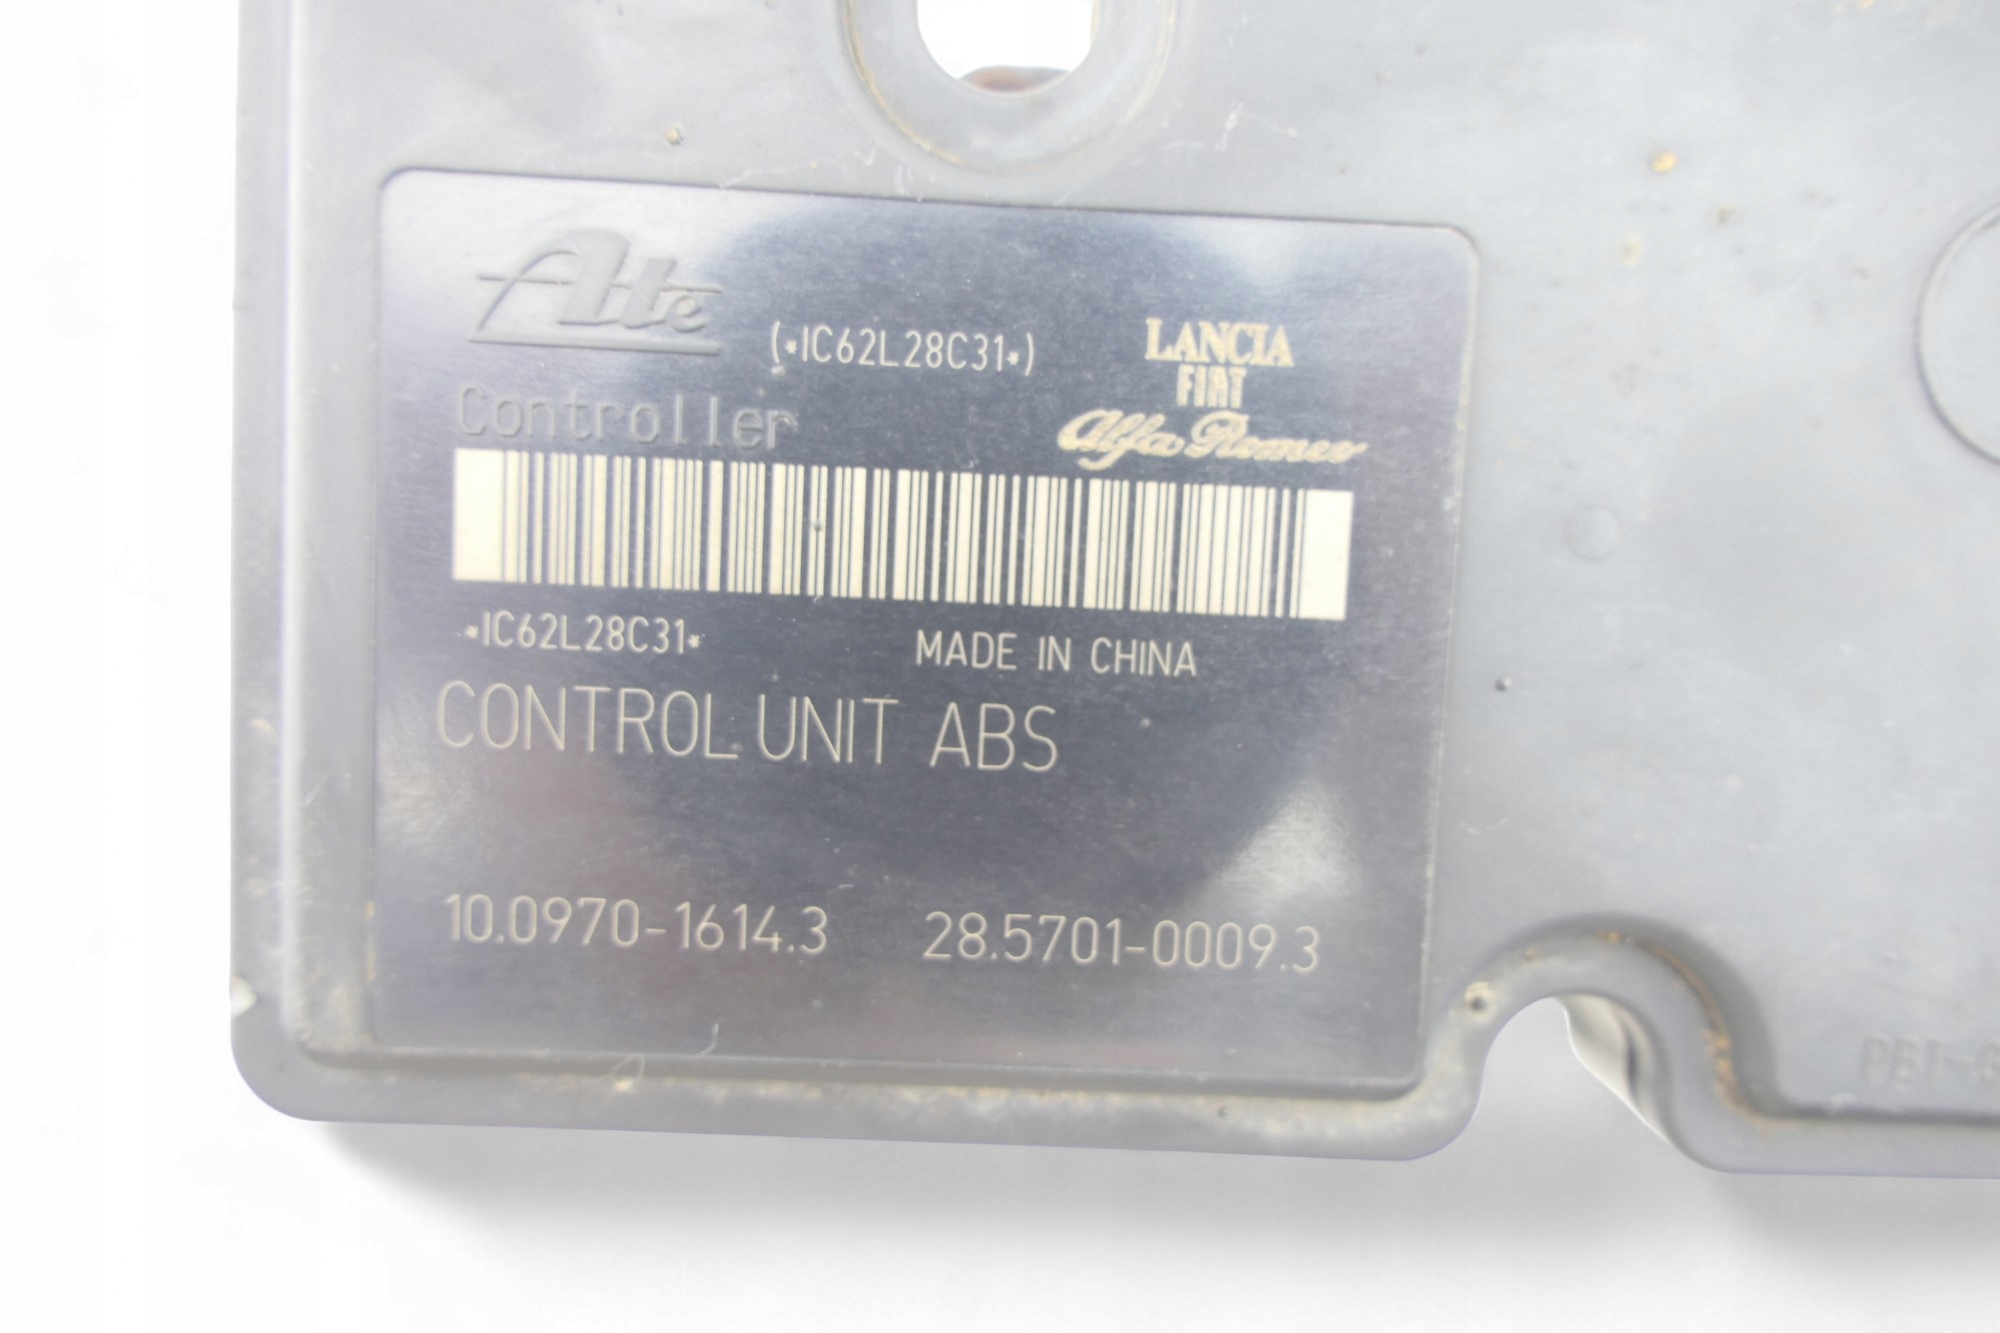 Ate
(*IC62L28C31*)
LANCIA
FIAT
Alfa Romeo
Controller
*IC62L28C31*
MADE IN CHINA
CONTROL UNIT ABS
10.0970-1614.3 28.5701-0009.3